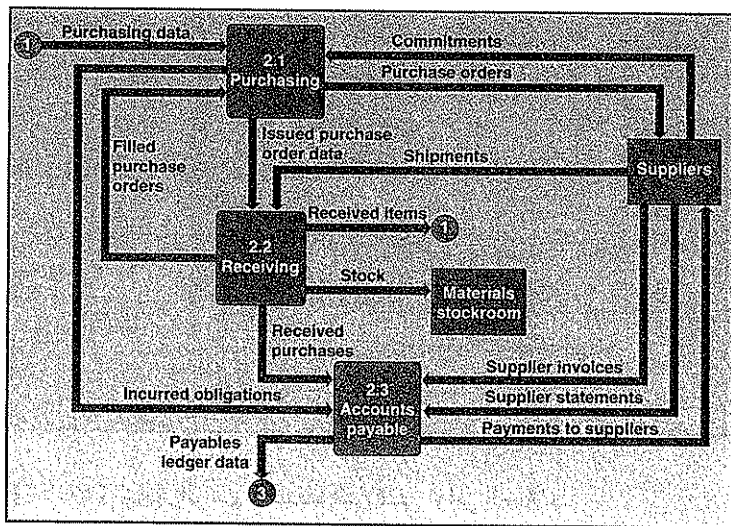 Purchasing data
1
2.1
Purchasing
Commitments
Purchase orders
Filled
purchase
orders
Issued purchase
order data
Shipments
Suppliers
2.2
Receiving
Received items
1
Stock
Materials
stockroom
Received
purchases
Supplier invoices
2.3
Accounts
payable
Incurred obligations
Supplier statements
Payments to suppliers
Payables
ledger data
3